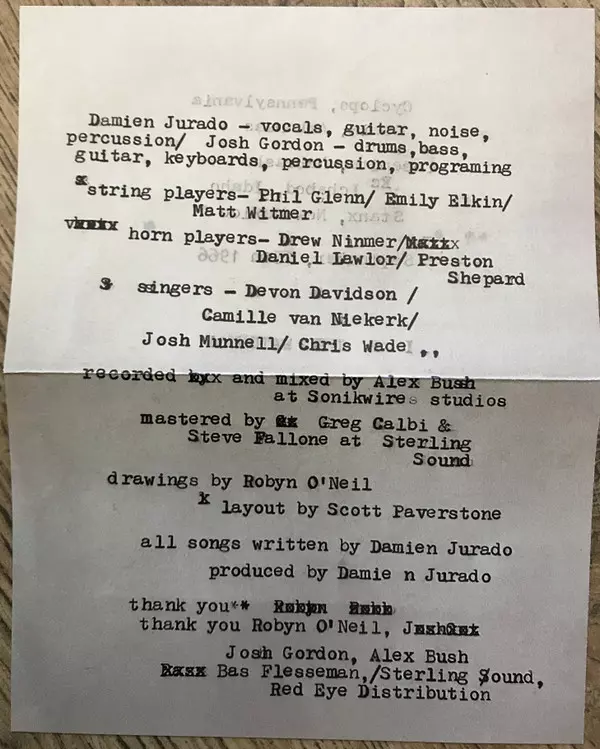 Damien Jurado - vocals, guitar, noise,
percussion/ Josh Gordon - drums,bass,
guitar, keyboards, percussion, programing
string players- Phil Glenn/ Emily Elkin/
Matt Witmer
horn players- Drew Ninmer/
Daniel Lawlor/ Preston
Shepard
singers - Devon Davidson /
Camille van Niekerk/
Josh Munnell/ Chris Wade ,,
recorded and mixed by Alex Bush
at Sonikwires studios
mastered by Greg Calbi &
Steve Fallone at Sterling
Sound
drawings by Robyn O'Neil
x layout by Scott Paverstone
all songs written by Damien Jurado
produced by Damie n Jurado
thank you**
thank you Robyn O'Neil,
Josh Gordon, Alex Bush
Bas Flesseman,/Sterling Sound,
Red Eye Distribution